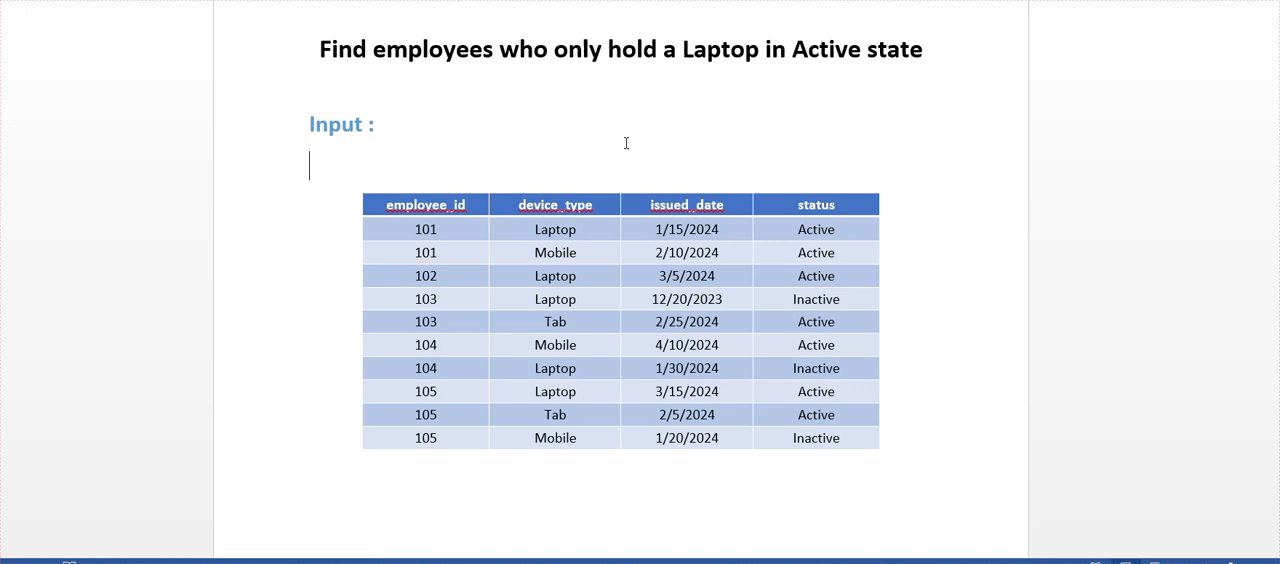 Find employees who only hold a Laptop in Active state
Input :
employee_id device_type issued_date status
101 Laptop 1/15/2024 Active
101 Mobile 2/10/2024 Active
102 Laptop 3/5/2024 Active
103 Laptop 12/20/2023 Inactive
103 Tab 2/25/2024 Active
104 Mobile 4/10/2024 Active
104 Laptop 1/30/2024 Inactive
105 Laptop 3/15/2024 Active
105 Tab 2/5/2024 Active
105 Mobile 1/20/2024 Inactive